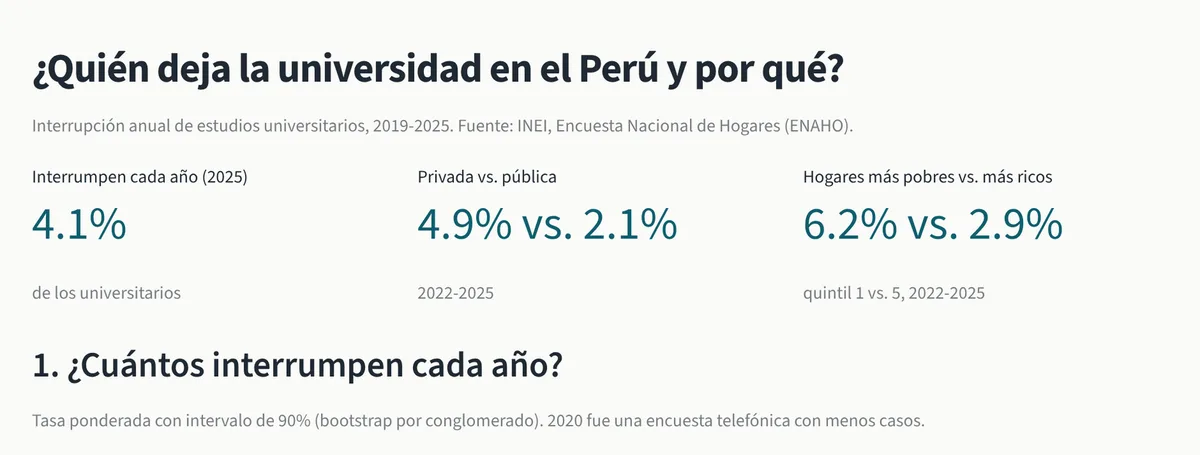 ¿Quién deja la universidad en el Perú y por qué?
Interrupción anual de estudios universitarios, 2019-2025. Fuente: INEI, Encuesta Nacional de Hogares (ENAHO).
Interrumpen cada año (2025)
4.1%
de los universitarios
Privada vs. pública
4.9% vs. 2.1%
2022-2025
Hogares más pobres vs. más ricos
6.2% vs. 2.9%
quintil 1 vs. 5, 2022-2025
1. ¿Cuántos interrumpen cada año?
Tasa ponderada con intervalo de 90% (bootstrap por conglomerado). 2020 fue una encuesta telefónica con menos casos.